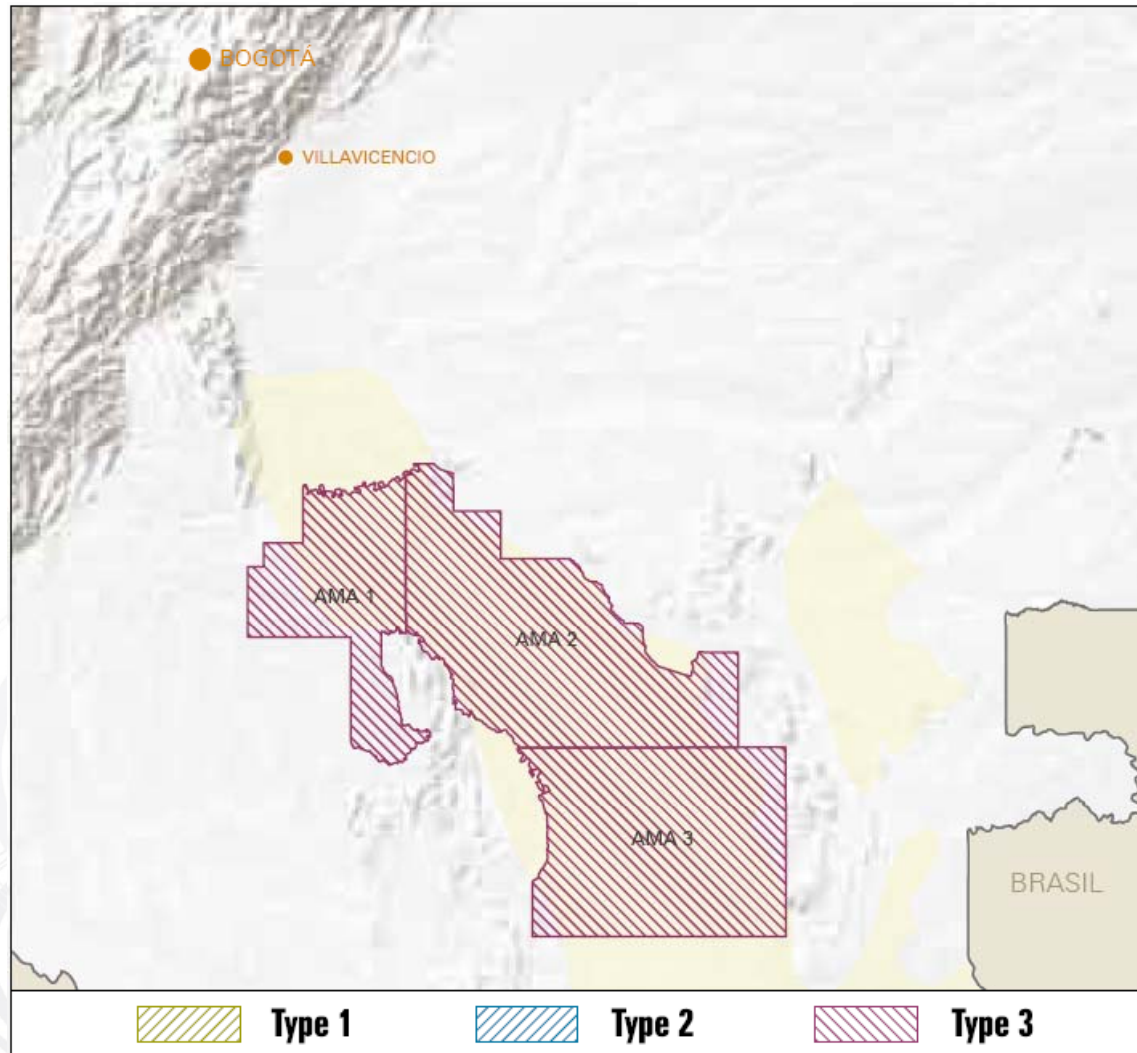 BOGOTÁ
VILLAVICENCIO
AMA 1
AMA 2
AMA 3
BRASIL
Type 1
Type 2
Type 3